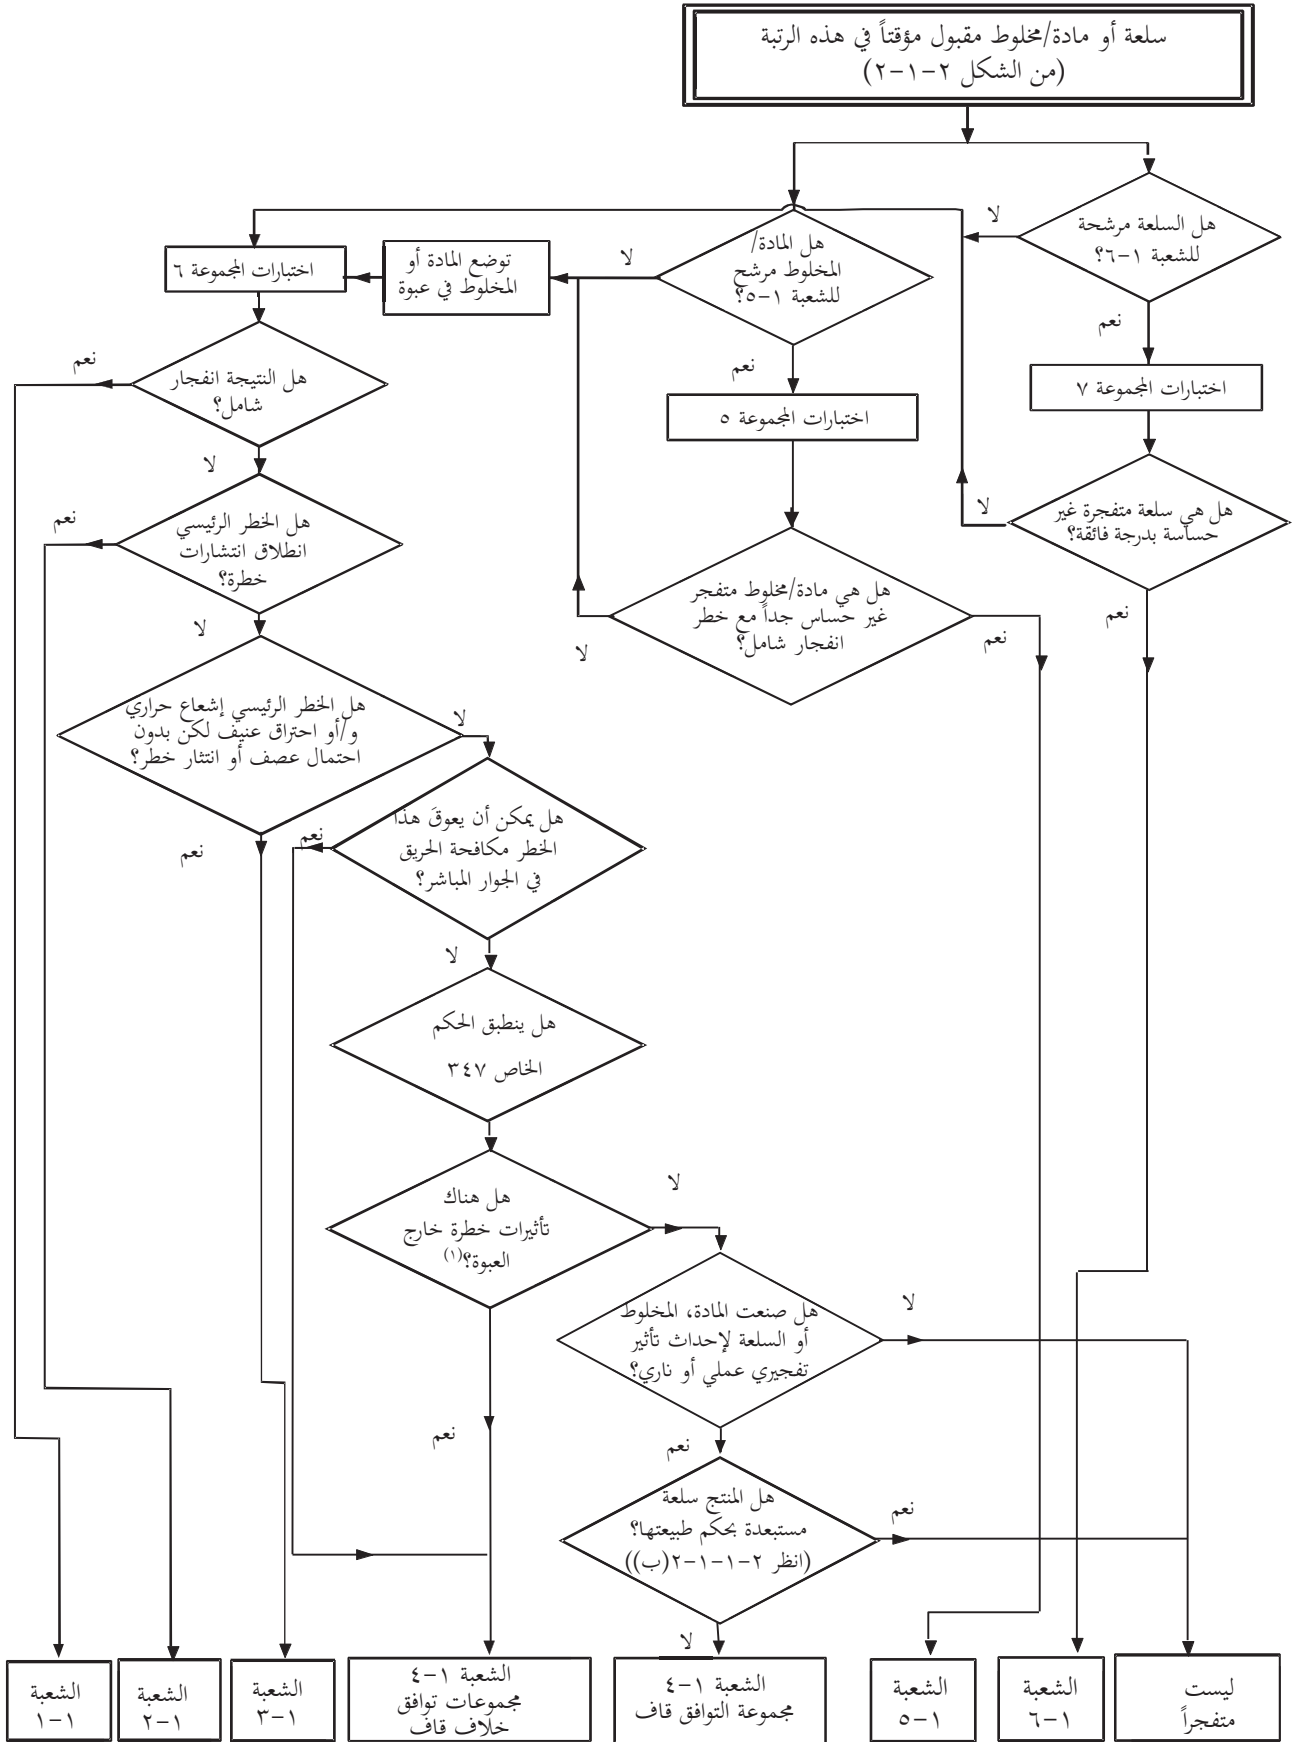 سلعة أو مادة/مخلوط مقبول مؤقتاً في هذه الرتبة
(من الشكل ٢-١-٢)
هل السلعة مرشحة
للشعبة ١-٦؟
لا
نعم
اختبارات المجموعة ٧
هل هي سلعة متفجرة غير
حساسة بدرجة فائقة؟
لا
نعم
هل المادة/
المخلوط مرشح
للشعبة ١-٥؟
لا
نعم
اختبارات المجموعة ٥
هل هي مادة/مخلوط متفجر
غير حساس جداً مع خطر
انفجار شامل؟
لا
نعم
توضع المادة أو
المخلوط في عبوة
اختبارات المجموعة ٦
هل النتيجة انفجار
شامل؟
نعم
لا
هل الخطر الرئيسي
انطلاق انتشارات
خطرة؟
نعم
لا
هل الخطر الرئيسي إشعاع حراري
و/أو احتراق عنيف لكن بدون
احتمال عصف أو انتثار خطر؟
لا
نعم
هل يمكن أن يعوقَ هذا
الخطر مكافحة الحريق
في الجوار المباشر؟
نعم
لا
هل ينطبق الحكم
الخاص ٣٤٧
هل هناك
تأثيرات خطرة خارج
العبوة؟(١)
لا
نعم
هل صنعت المادة، المخلوط
أو السلعة لإحداث تأثير
تفجيري عملي أو ناري؟
لا
نعم
هل المنتج سلعة
مستبعدة بحكم طبيعتها؟
(انظر ٢-١-١-٢(ب))
نعم
لا
ليست
متفجراً
الشعبة
١-٦
الشعبة
١-٥
الشعبة ١-٤
مجموعة التوافق قاف
الشعبة ١-٤
مجموعات توافق
خلاف قاف
الشعبة
١-٣
الشعبة
١-٢
الشعبة
١-١